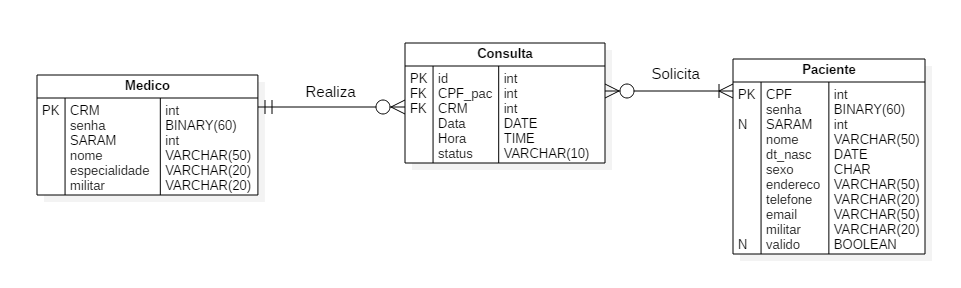 Medico
PK CRM int
senha BINARY(60)
SARAM int
nome VARCHAR(50)
especialidade VARCHAR(20)
militar VARCHAR(20)
Realiza
Consulta
PK id int
FK CPF_pac int
FK CRM int
Data DATE
Hora TIME
status VARCHAR(10)
Solicita
Paciente
PK CPF int
senha BINARY(60)
N SARAM int
nome VARCHAR(50)
dt_nasc DATE
sexo CHAR
endereco VARCHAR(50)
telefone VARCHAR(20)
email VARCHAR(50)
militar VARCHAR(20)
N valido BOOLEAN